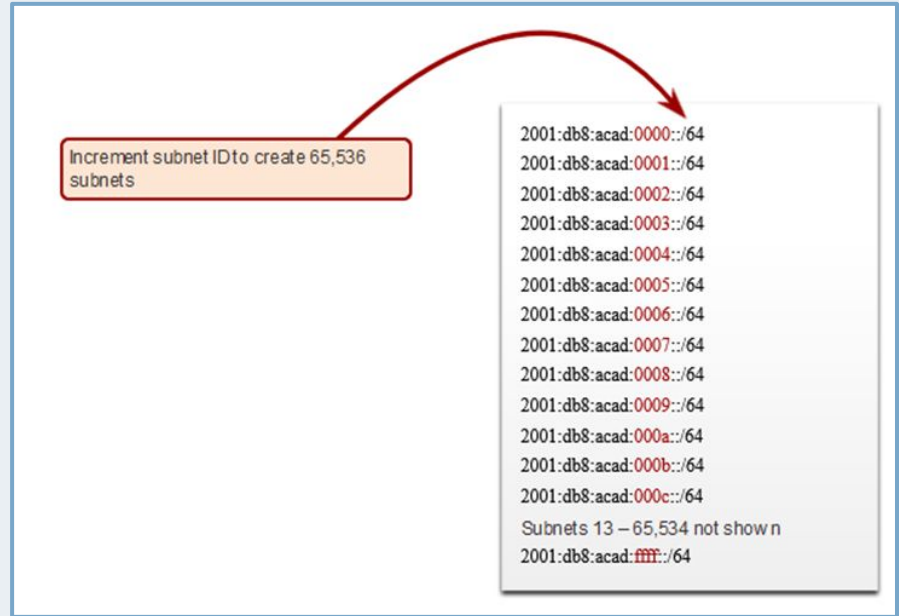 Increment subnet ID to create 65,536
subnets
2001:db8:acad:0000::/64
2001:db8:acad:0001::/64
2001:db8:acad:0002::/64
2001:db8:acad:0003::/64
2001:db8:acad:0004::/64
2001:db8:acad:0005::/64
2001:db8:acad:0006::/64
2001:db8:acad:0007::/64
2001:db8:acad:0008::/64
2001:db8:acad:0009::/64
2001:db8:acad:000a::/64
2001:db8:acad:000b::/64
2001:db8:acad:000c::/64
Subnets 13 – 65,534 not shown
2001:db8:acad:ffff::/64